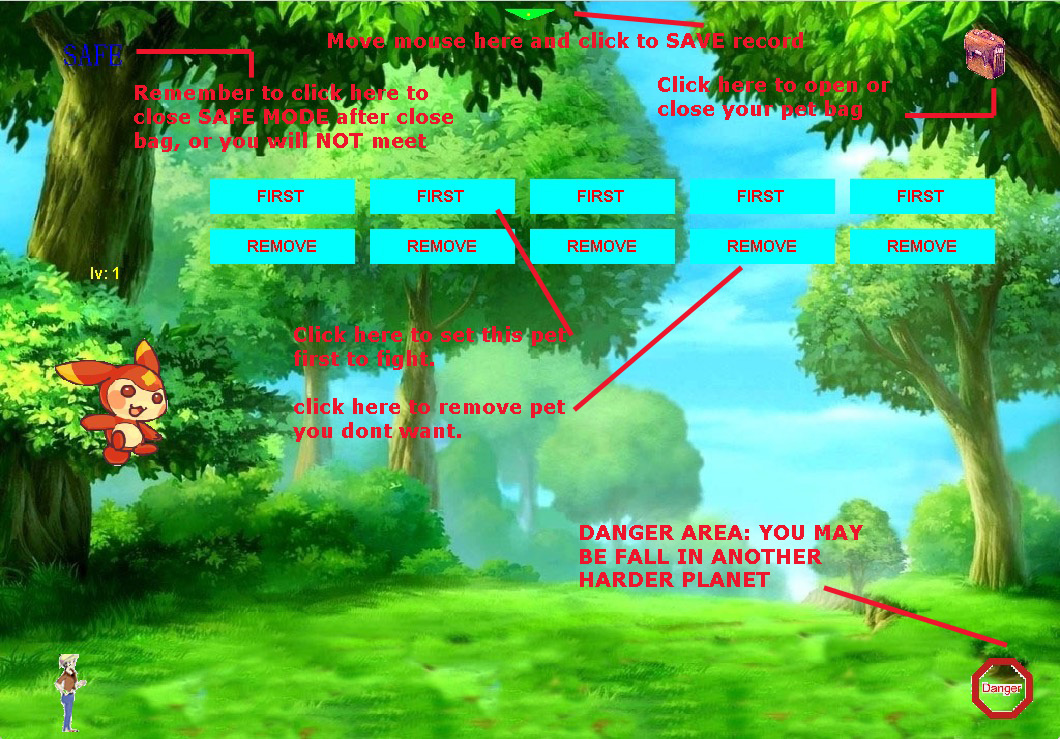 SAFE
Move mouse here and click to SAVE record
Click here to open or
close your pet bag
Remember to click here to
close SAFE MODE after close
bag, or you will NOT meet
FIRST FIRST FIRST FIRST FIRST
REMOVE REMOVE REMOVE REMOVE REMOVE
lv: 1
Click here to set this pet
first to fight.
click here to remove pet
you dont want.
DANGER AREA: YOU MAY
BE FALL IN ANOTHER
HARDER PLANET
Danger